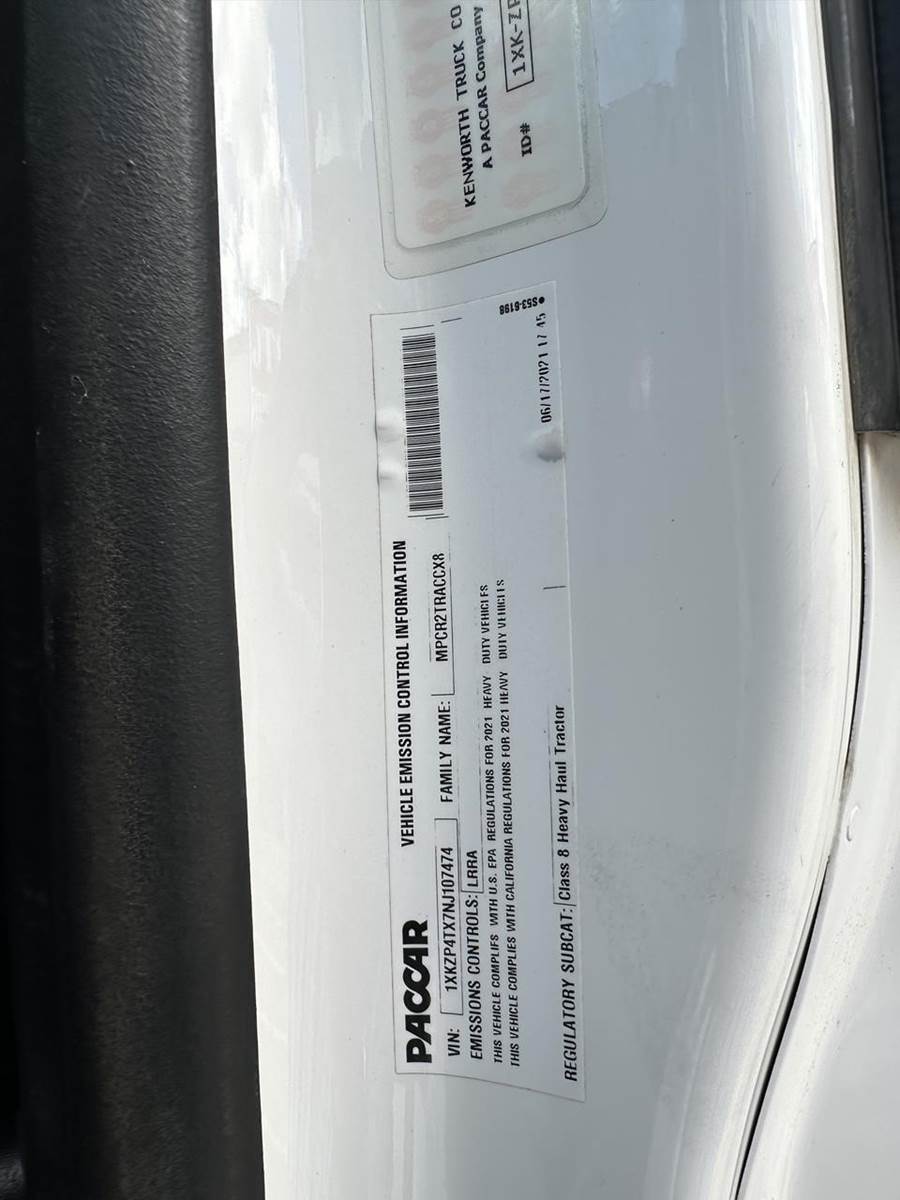 PACCAR
VEHICLE EMISSION CONTROL INFORMATION
VIN: 1XKZP4TX7NJ107474 FAMILY NAME: MPCR2TRACCX8
EMISSIONS CONTROLS: LRRA
THIS VEHICLE COMPLIES WITH U.S. EPA REGULATIONS FOR 2021 HEAVY DUTY VEHICLES
THIS VEHICLE COMPLIES WITH CALIFORNIA REGULATIONS FOR 2021 HEAVY DUTY VEHICLES
REGULATORY SUBCAT: Class 8 Heavy Haul Tractor
06/17/2021 17 45
S53-6198
KENWORTH TRUCK CO
A PACCAR Company
ID# 1XK-ZP